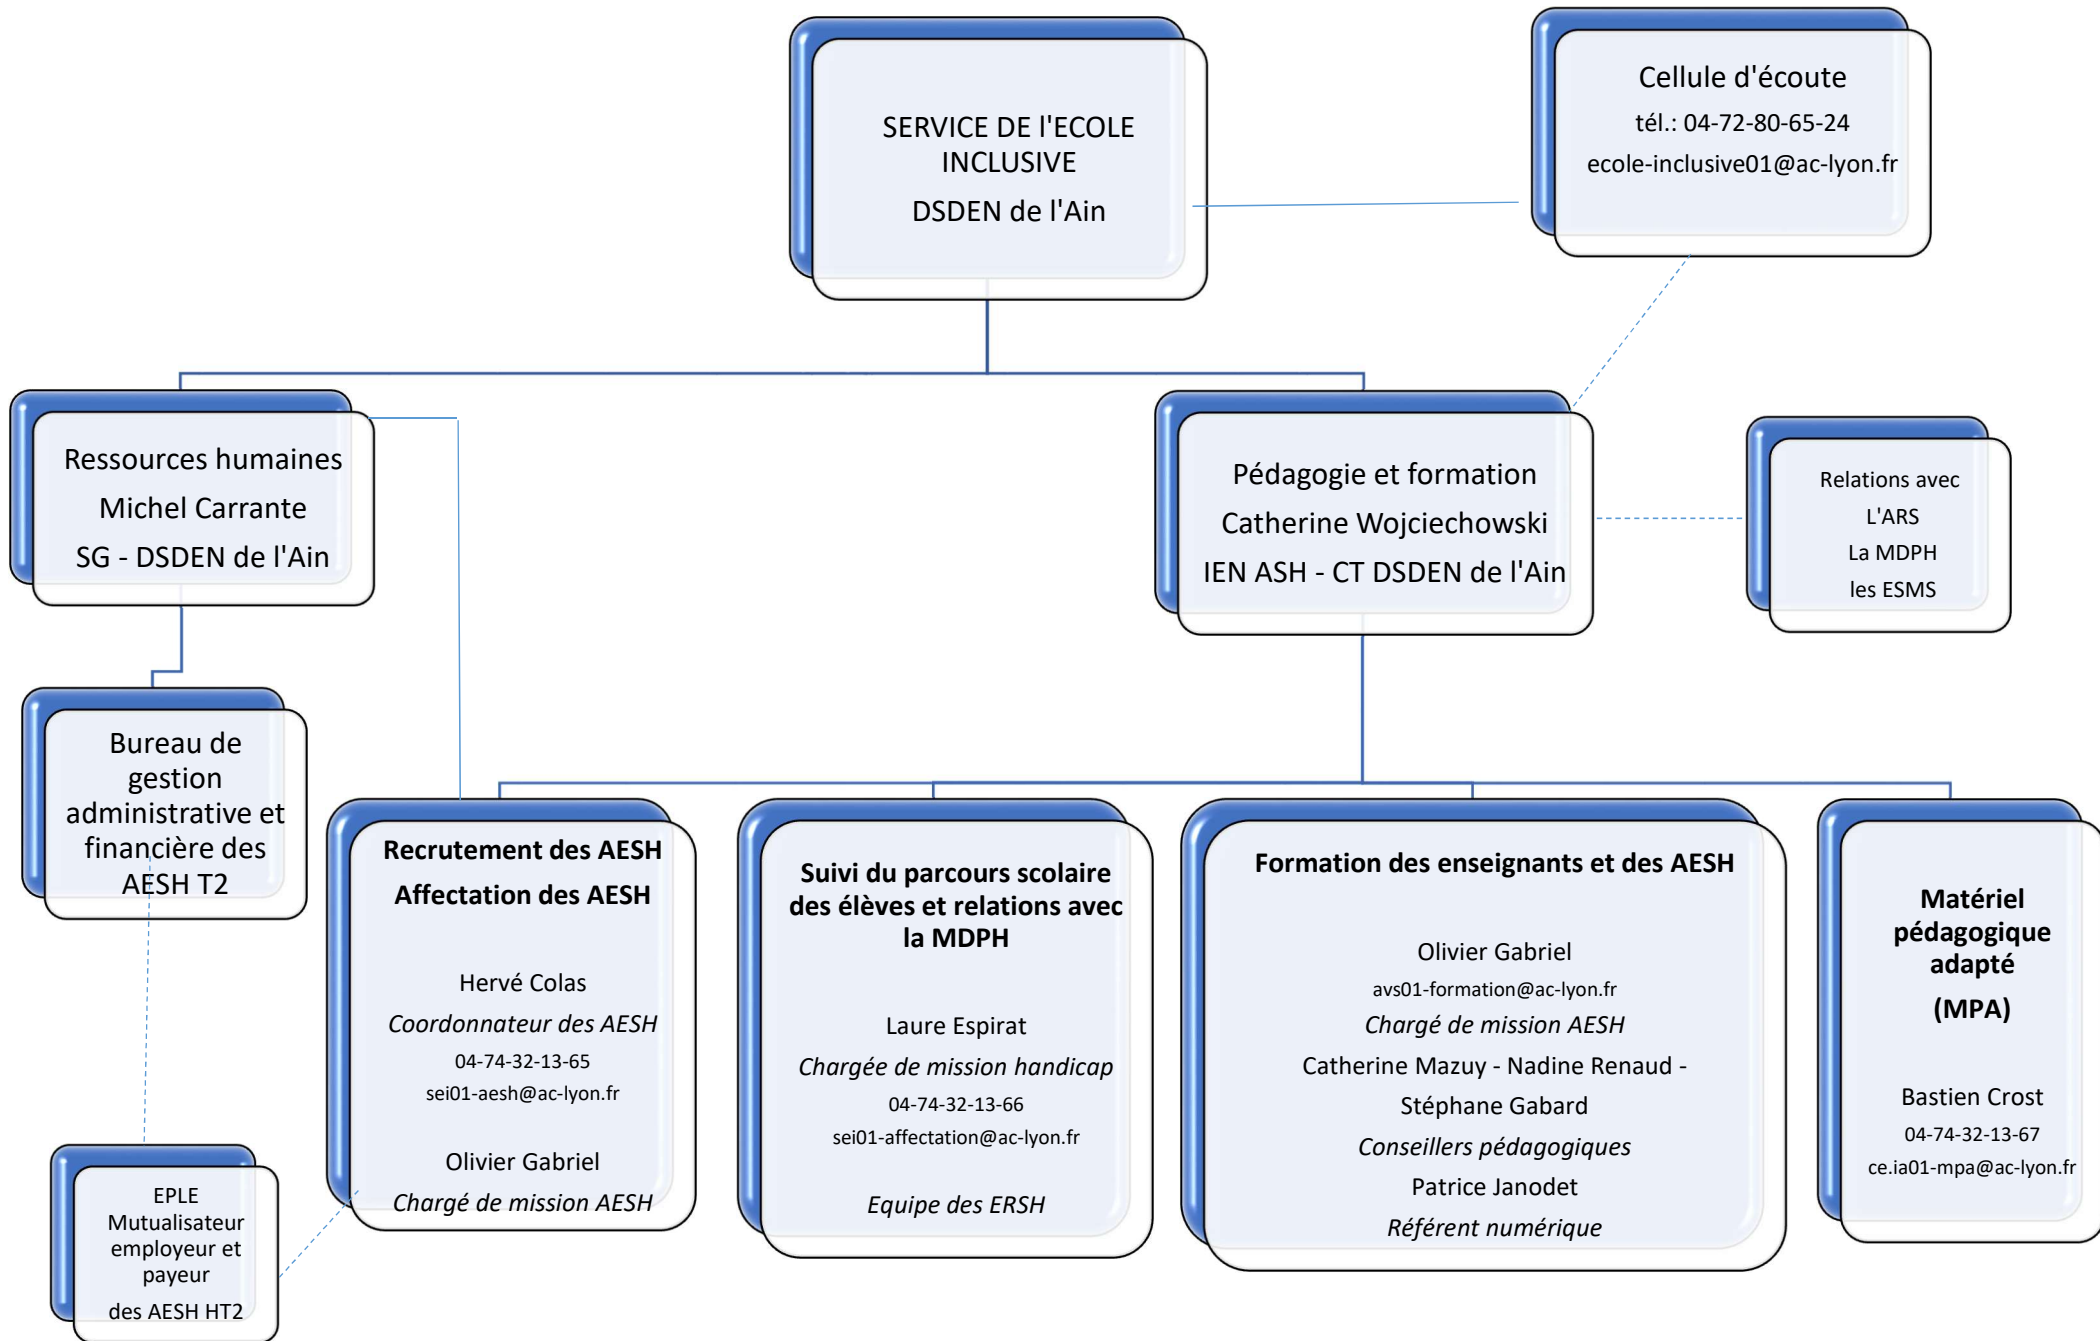 SERVICE DE l'ECOLE
INCLUSIVE
DSDEN de l'Ain
Cellule d'écoute
tél.: 04-72-80-65-24
ecole-inclusive01@ac-lyon.fr
Ressources humaines
Michel Carrante
SG - DSDEN de l'Ain
Pédagogie et formation
Catherine Wojciechowski
IEN ASH - CT DSDEN de l'Ain
Relations avec
L'ARS
La MDPH
les ESMS
Bureau de
gestion
administrative et
financière des
AESH T2
Recrutement des AESH
Affectation des AESH
Hervé Colas
Coordonnateur des AESH
04-74-32-13-65
sei01-aesh@ac-lyon.fr
Olivier Gabriel
Chargé de mission AESH
Suivi du parcours scolaire
des élèves et relations avec
la MDPH
Laure Espirat
Chargée de mission handicap
04-74-32-13-66
sei01-affectation@ac-lyon.fr
Equipe des ERSH
Formation des enseignants et des AESH
Olivier Gabriel
avs01-formation@ac-lyon.fr
Chargé de mission AESH
Catherine Mazuy - Nadine Renaud -
Stéphane Gabard
Conseillers pédagogiques
Patrice Janodet
Référent numérique
Matériel
pédagogique
adapté
(MPA)
Bastien Crost
04-74-32-13-67
ce.ia01-mpa@ac-lyon.fr
EPLE
Mutualisateur
employeur et
payeur
des AESH HT2